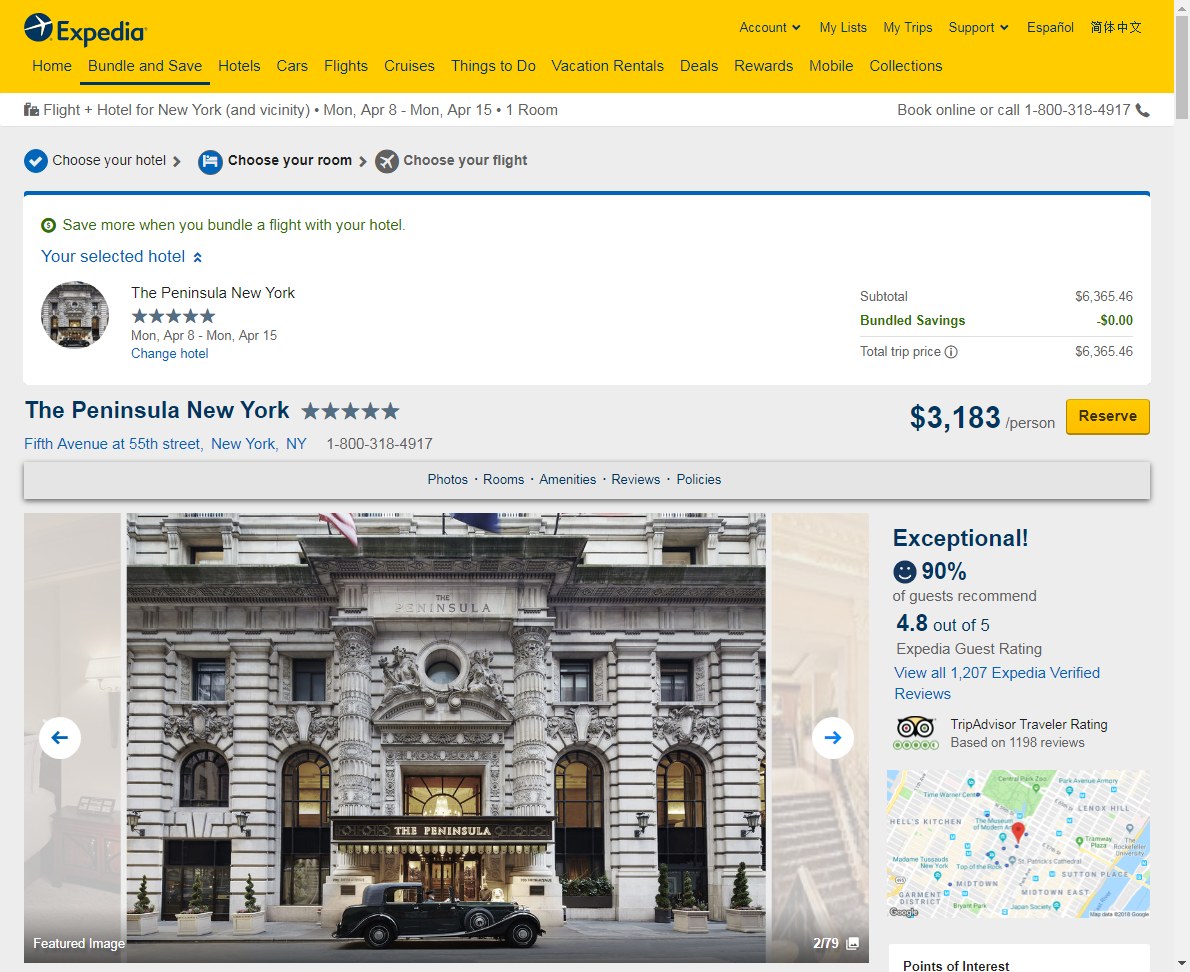 Expedia
Account My Lists My Trips Support Español 简体中文
Home Bundle and Save Hotels Cars Flights Cruises Things to Do Vacation Rentals Deals Rewards Mobile Collections
Flight + Hotel for New York (and vicinity) • Mon, Apr 8 - Mon, Apr 15 • 1 Room
Book online or call 1-800-318-4917
Choose your hotel Choose your room Choose your flight
Save more when you bundle a flight with your hotel.
Your selected hotel
The Peninsula New York
Mon, Apr 8 - Mon, Apr 15
Change hotel
Subtotal $6,365.46
Bundled Savings -$0.00
Total trip price $6,365.46
The Peninsula New York
$3,183 /person Reserve
Fifth Avenue at 55th street, New York, NY 1-800-318-4917
Photos · Rooms · Amenities · Reviews · Policies
THE
PENINSULA
THE PENINSULA
Featured Image
2/79
Exceptional!
90%
of guests recommend
4.8 out of 5
Expedia Guest Rating
View all 1,207 Expedia Verified
Reviews
TripAdvisor Traveler Rating
Based on 1198 reviews
Central Park Zoo
Park Avenue Armory
Time Warner Center
LENOX HILL
HELL'S KITCHEN
The Museum
of Modern Art
Tramway
Plaza
The
Rockefeller
University
Madame Tussauds
New York
Top of the Rock
St. Patrick's Cathedral
SUTTON PLACE
MIDTOWN
MIDTOWN EAST
GARMENT
DISTRICT
Bryant Park
Japan Society
Google
Map data ©2018 Google
Points of Interest